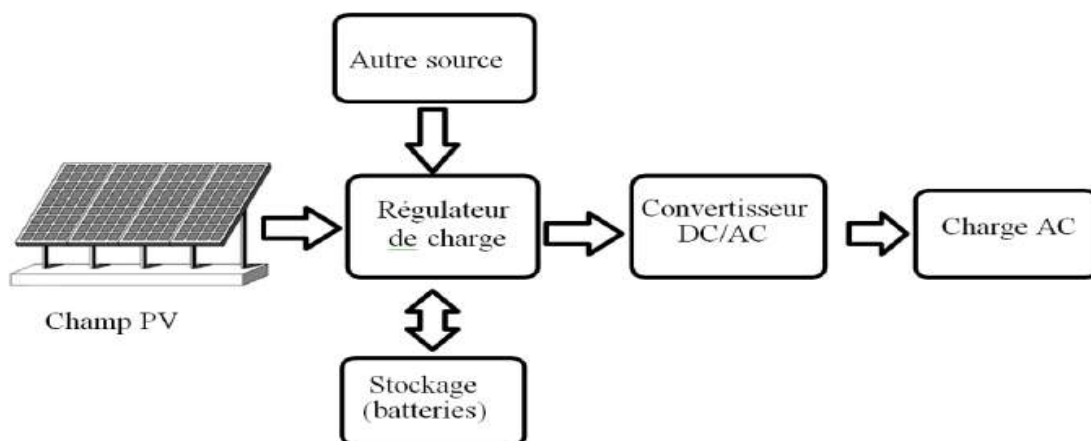 Autre source
Régulateur
de charge
Convertisseur
DC/AC
Charge AC
Champ PV
Stockage
(batteries)